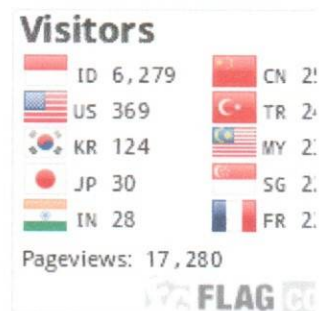 Visitors
ID 6,279 CN
US 369 TR
KR 124 MY
JP 30 SG
IN 28 FR
Pageviews: 17,280
FLAG